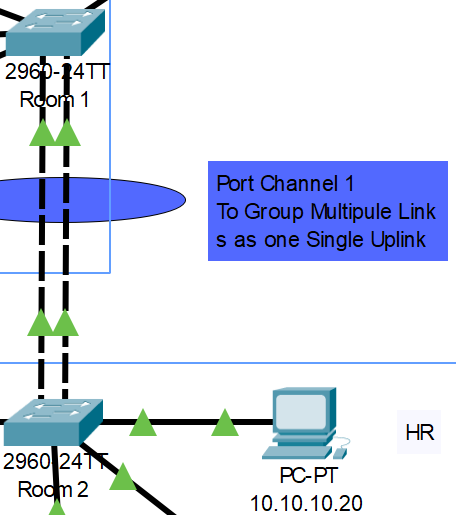 2960-24TT
Room 1
Port Channel 1
To Group Multipule Link
s as one Single Uplink
2960-24TT
Room 2
PC-PT
10.10.10.20
HR